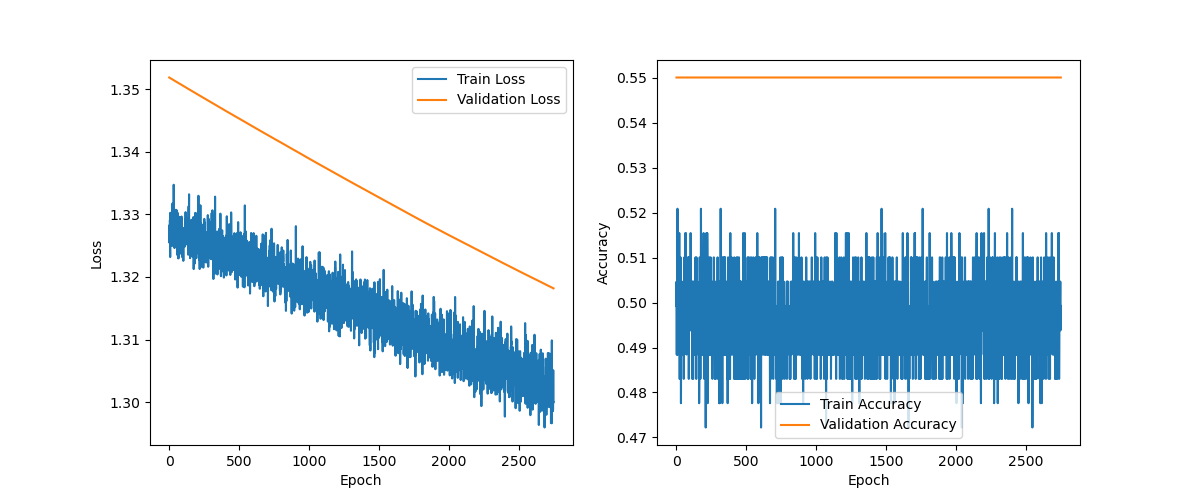 Train Loss
Validation Loss
1.35
1.34
1.33
1.32
1.31
1.30
Loss
0 500 1000 1500 2000 2500
Epoch
0.55
0.54
0.53
0.52
0.51
0.50
0.49
0.48
0.47
Accuracy
Train Accuracy
Validation Accuracy
0 500 1000 1500 2000 2500
Epoch